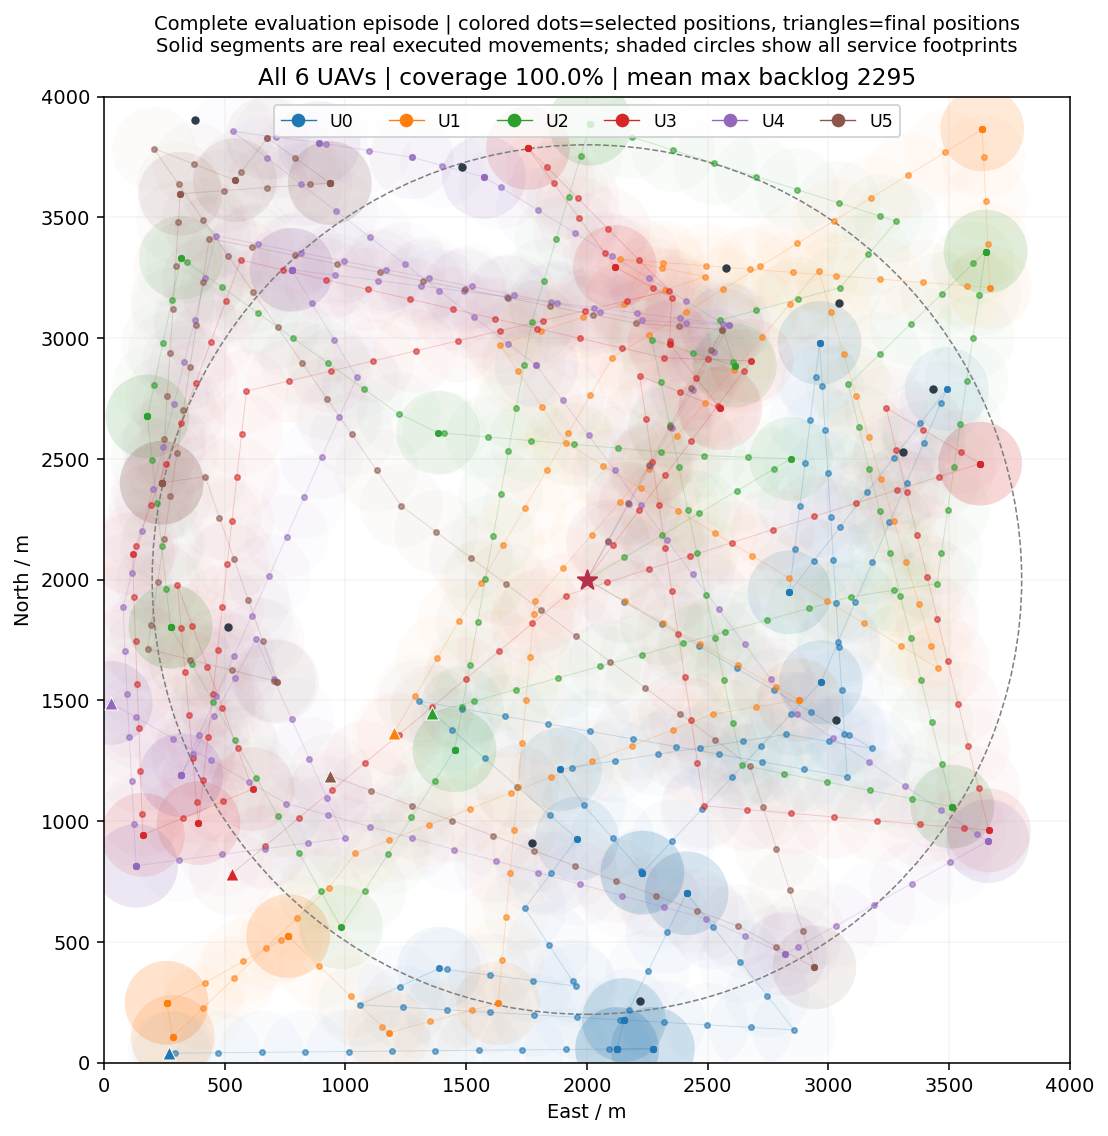 Complete evaluation episode | colored dots=selected positions, triangles=final positions
Solid segments are real executed movements; shaded circles show all service footprints
All 6 UAVs | coverage 100.0% | mean max backlog 2295
U0 U1 U2 U3 U4 U5
4000
3500
3000
2500
2000
1500
1000
500
0
North / m
0 500 1000 1500 2000 2500 3000 3500 4000
East / m